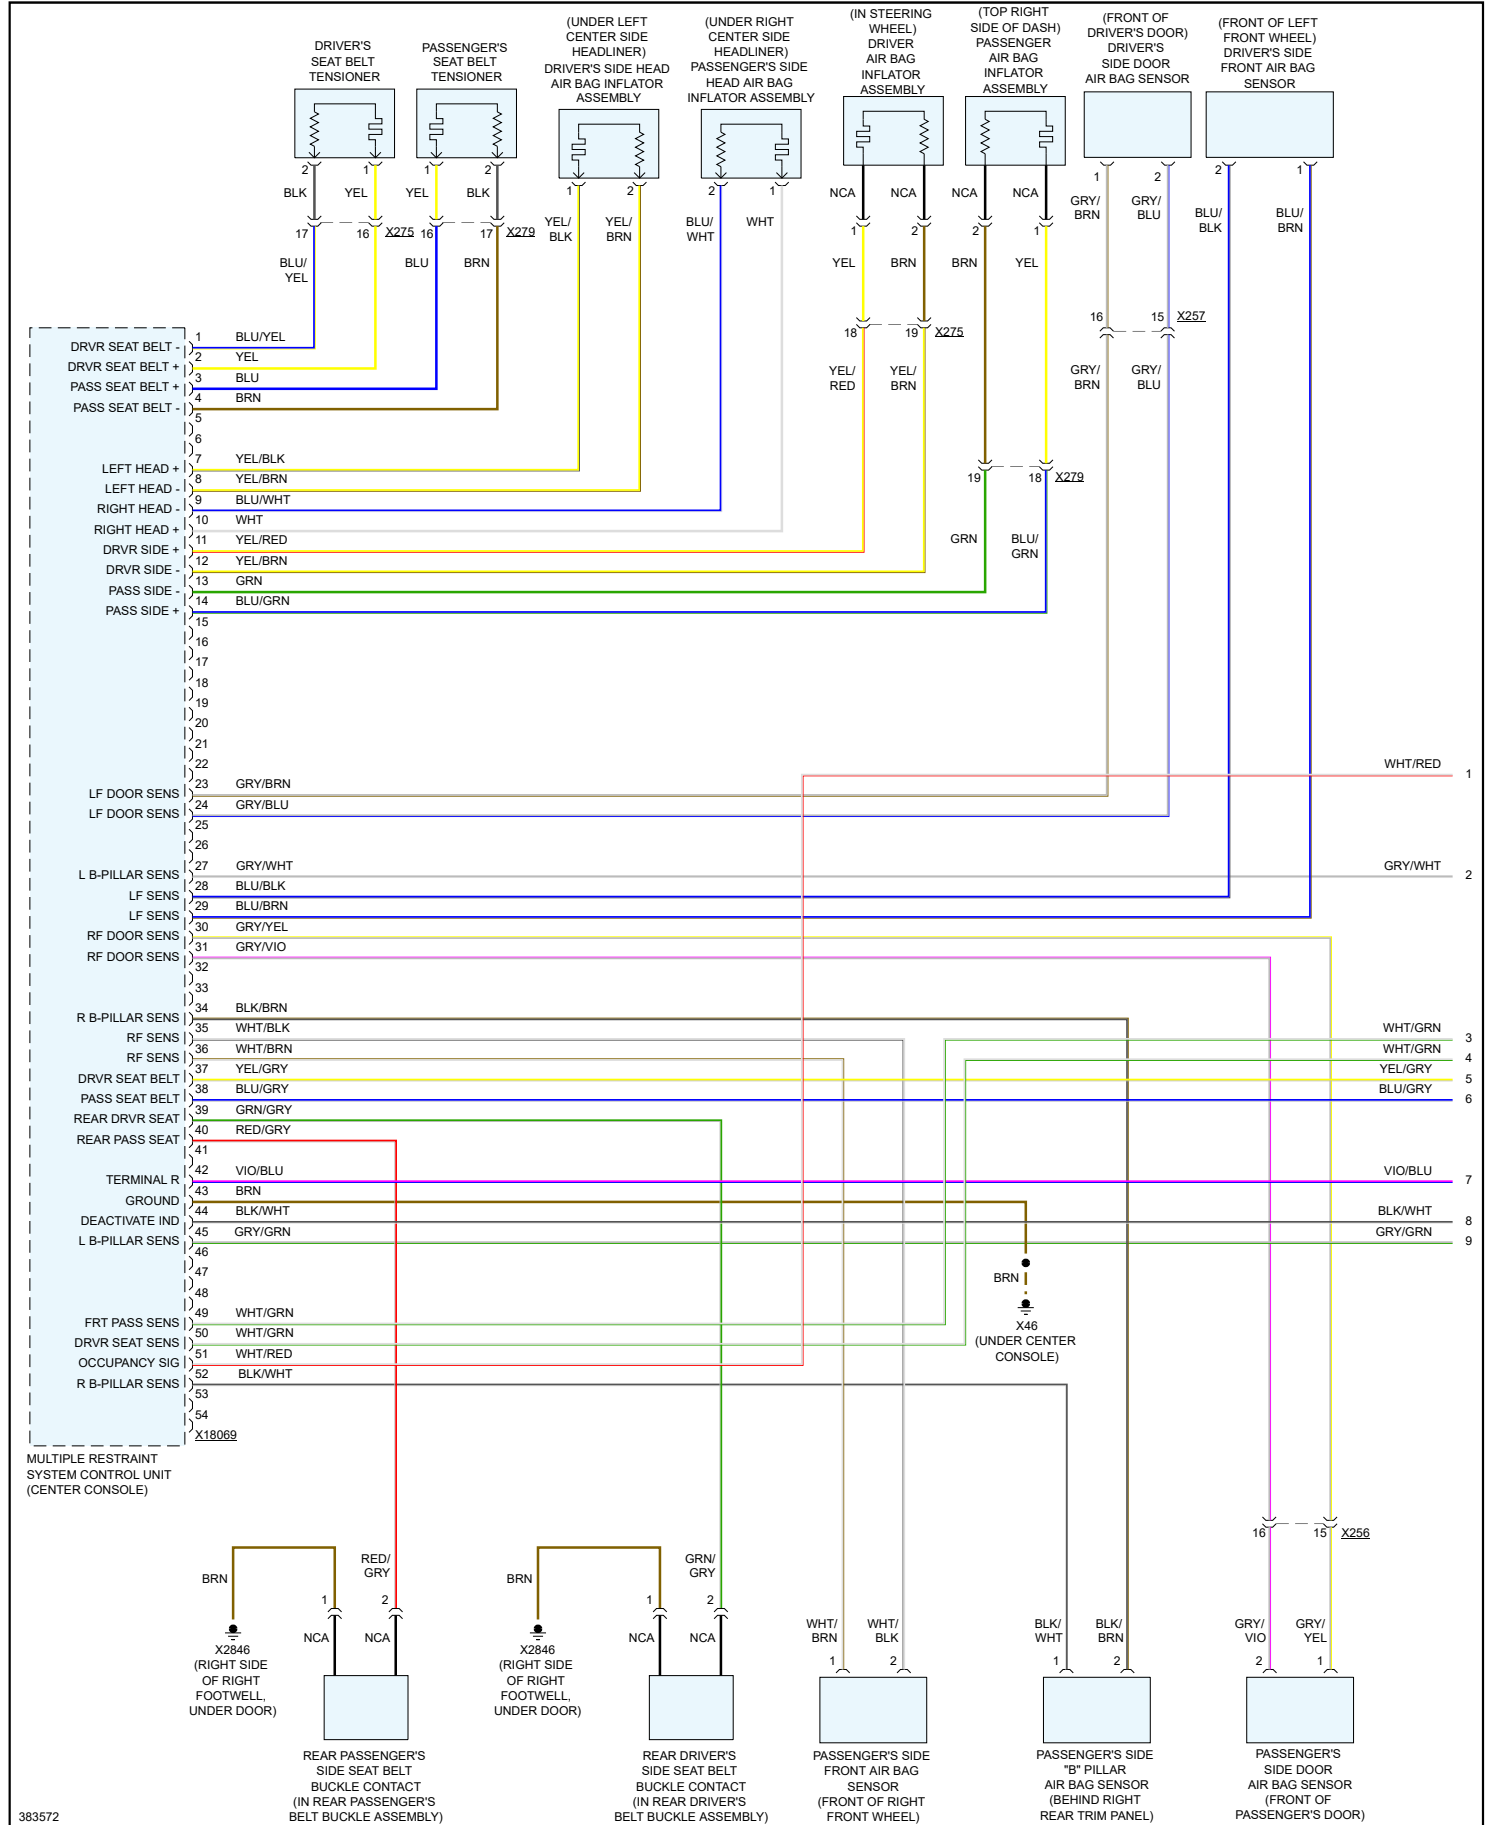 DRIVER'S
SEAT BELT
TENSIONER
PASSENGER'S
SEAT BELT
TENSIONER
(UNDER LEFT
CENTER SIDE
HEADLINER)
DRIVER'S SIDE HEAD
AIR BAG INFLATOR
ASSEMBLY
(UNDER RIGHT
CENTER SIDE
HEADLINER)
PASSENGER'S SIDE
HEAD AIR BAG
INFLATOR ASSEMBLY
(IN STEERING
WHEEL)
DRIVER
AIR BAG
INFLATOR
ASSEMBLY
(TOP RIGHT
SIDE OF DASH)
PASSENGER
AIR BAG
INFLATOR
ASSEMBLY
(FRONT OF
DRIVER'S DOOR)
DRIVER'S
SIDE DOOR
AIR BAG SENSOR
(FRONT OF LEFT
FRONT WHEEL)
DRIVER'S SIDE
FRONT AIR BAG
SENSOR
2 1 1 2 1 2 2 1 1 2 2 1
BLK YEL YEL BLK
YEL/
BLK
YEL/
BRN
BLU/
WHT
WHT
NCA NCA NCA NCA
GRY/
BRN
GRY/
BLU
BLU/
BLK
BLU/
BRN
17 16 X275 16 17 X279
1 2 2 1
BLU/
YEL
BLU BRN
YEL BRN BRN YEL
18 19 X275
16 15 X257
YEL/
RED
YEL/
BRN
GRY/
BRN
GRY/
BLU
19 18 X279
GRN
BLU/
GRN
DRVR SEAT BELT - 1 BLU/YEL
DRVR SEAT BELT + 2 YEL
PASS SEAT BELT + 3 BLU
PASS SEAT BELT - 4 BRN
5
6
LEFT HEAD + 7 YEL/BLK
LEFT HEAD - 8 YEL/BRN
RIGHT HEAD - 9 BLU/WHT
RIGHT HEAD + 10 WHT
DRVR SIDE + 11 YEL/RED
DRVR SIDE - 12 YEL/BRN
PASS SIDE - 13 GRN
PASS SIDE + 14 BLU/GRN
15
16
17
18
19
20
21
22
WHT/RED 1
LF DOOR SENS 23 GRY/BRN
LF DOOR SENS 24 GRY/BLU
25
26
L B-PILLAR SENS 27 GRY/WHT GRY/WHT 2
LF SENS 28 BLU/BLK
LF SENS 29 BLU/BRN
RF DOOR SENS 30 GRY/YEL
RF DOOR SENS 31 GRY/VIO
32
33
R B-PILLAR SENS 34 BLK/BRN
RF SENS 35 WHT/BLK WHT/GRN 3
RF SENS 36 WHT/BRN WHT/GRN 4
DRVR SEAT BELT 37 YEL/GRY YEL/GRY 5
PASS SEAT BELT 38 BLU/GRY BLU/GRY 6
REAR DRVR SEAT 39 GRN/GRY
REAR PASS SEAT 40 RED/GRY
41
TERMINAL R 42 VIO/BLU VIO/BLU 7
GROUND 43 BRN
DEACTIVATE IND 44 BLK/WHT BLK/WHT 8
L B-PILLAR SENS 45 GRY/GRN GRY/GRN 9
46
47
48
BRN
X46
(UNDER CENTER
CONSOLE)
FRT PASS SENS 49 WHT/GRN
DRVR SEAT SENS 50 WHT/GRN
OCCUPANCY SIG 51 WHT/RED
R B-PILLAR SENS 52 BLK/WHT
53
54
X18069
MULTIPLE RESTRAINT
SYSTEM CONTROL UNIT
(CENTER CONSOLE)
16 15 X256
BRN
RED/
GRY
1 2
NCA NCA
X2846
(RIGHT SIDE
OF RIGHT
FOOTWELL,
UNDER DOOR)
BRN
GRN/
GRY
1 2
NCA NCA
X2846
(RIGHT SIDE
OF RIGHT
FOOTWELL,
UNDER DOOR)
WHT/
BRN
WHT/
BLK
1 2
BLK/
WHT
BLK/
BRN
1 2
GRY/
VIO
GRY/
YEL
2 1
REAR PASSENGER'S
SIDE SEAT BELT
BUCKLE CONTACT
(IN REAR PASSENGER'S
BELT BUCKLE ASSEMBLY)
REAR DRIVER'S
SIDE SEAT BELT
BUCKLE CONTACT
(IN REAR DRIVER'S
BELT BUCKLE ASSEMBLY)
PASSENGER'S SIDE
FRONT AIR BAG
SENSOR
(FRONT OF RIGHT
FRONT WHEEL)
PASSENGER'S SIDE
"B" PILLAR
AIR BAG SENSOR
(BEHIND RIGHT
REAR TRIM PANEL)
PASSENGER'S
SIDE DOOR
AIR BAG SENSOR
(FRONT OF
PASSENGER'S DOOR)
383572